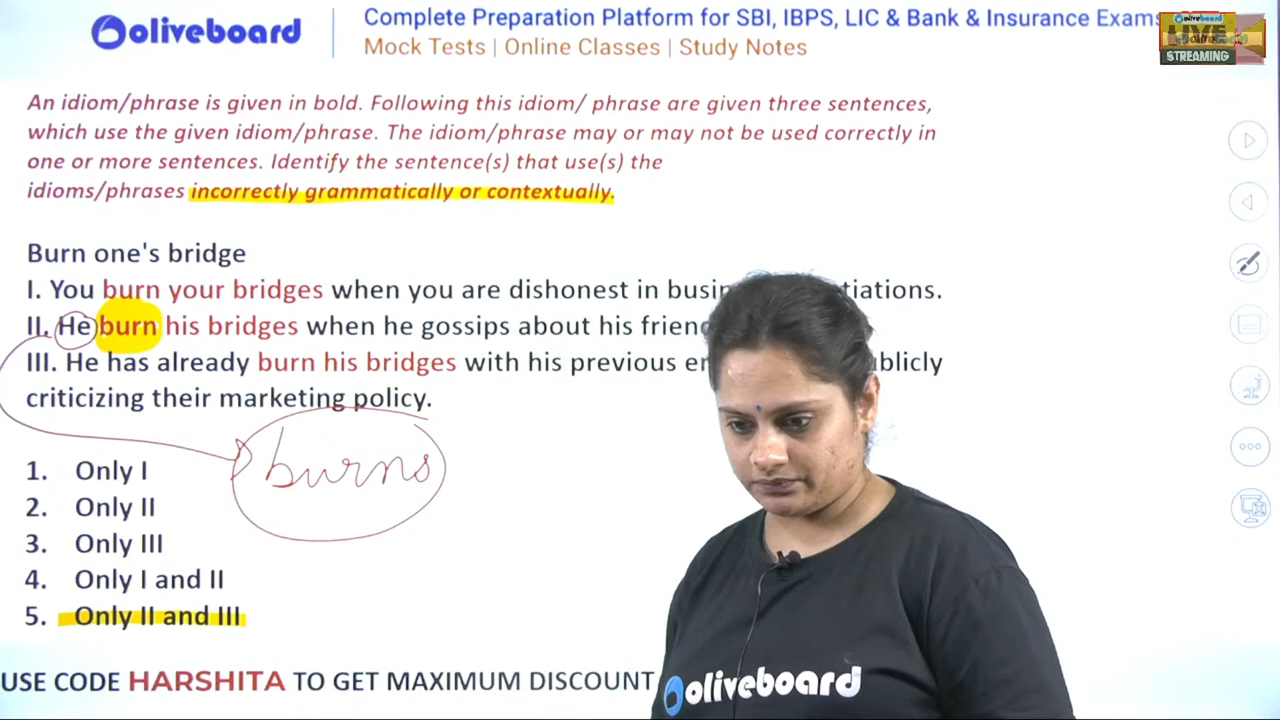 oliveboard
Complete Preparation Platform for SBI, IBPS, LIC & Bank & Insurance Exams
Mock Tests | Online Classes | Study Notes
oliveboard
LIVE
STREAMING
An idiom/phrase is given in bold. Following this idiom/ phrase are given three sentences,
which use the given idiom/phrase. The idiom/phrase may or may not be used correctly in
one or more sentences. Identify the sentence(s) that use(s) the
idioms/phrases incorrectly grammatically or contextually.
Burn one's bridge
I. You burn your bridges when you are dishonest in
II. He burn his bridges when he gossips about his
III. He has already burn his bridges with his previous
criticizing their marketing policy.
burns
1. Only I
2. Only II
3. Only III
4. Only I and II
5. Only II and III
USE CODE HARSHITA TO GET MAXIMUM DISCOUNT
oliveboard